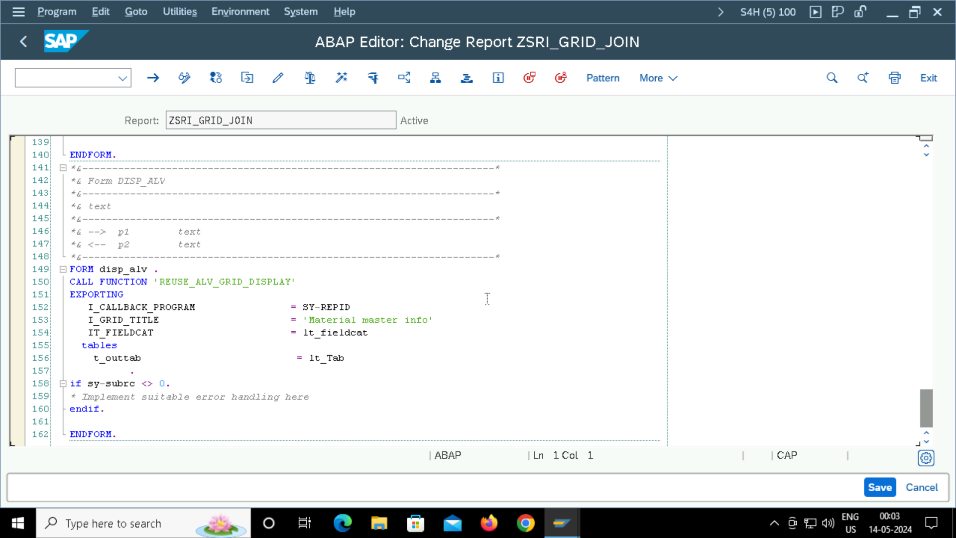 Program Edit Goto Utilities Environment System Help S4H (5) 100
SAP ABAP Editor: Change Report ZSRI_GRID_JOIN
Pattern More Exit
Report: ZSRI_GRID_JOIN Active
139
140 ENDFORM.
141 *&---------------------------------------------------------------------*
142 *& Form DISP_ALV
143 *&---------------------------------------------------------------------*
144 *& text
145 *&---------------------------------------------------------------------*
146 *& --> p1 text
147 *& <-- p2 text
148 *&---------------------------------------------------------------------*
149 FORM disp_alv .
150 CALL FUNCTION 'REUSE_ALV_GRID_DISPLAY'
151 EXPORTING
152 I_CALLBACK_PROGRAM = SY-REPID
153 I_GRID_TITLE = 'Material master info'
154 IT_FIELDCAT = lt_fieldcat
155 tables
156 t_outtab = lt_Tab
157 .
158 if sy-subrc <> 0.
159 * Implement suitable error handling here
160 endif.
161
162 ENDFORM.
ABAP Ln 1 Col 1 CAP
Save Cancel
Type here to search ENG 00:03
US 14-05-2024